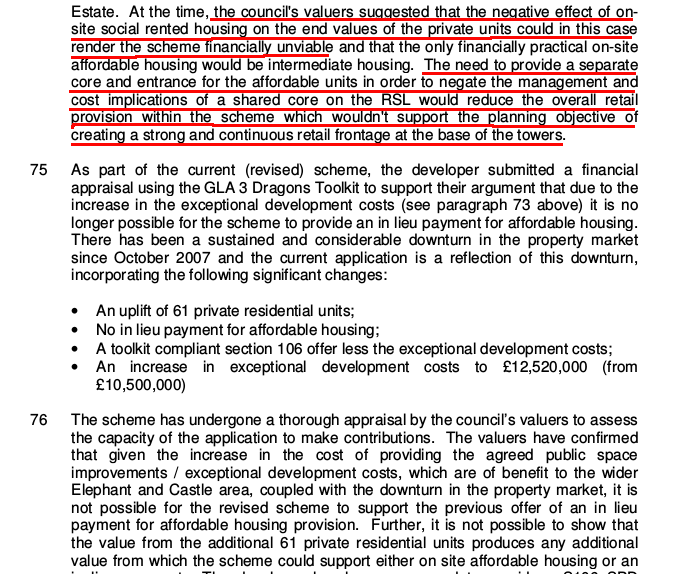 Estate. At the time, the council's valuers suggested that the negative effect of on-
site social rented housing on the end values of the private units could in this case
render the scheme financially unviable and that the only financially practical on-site
affordable housing would be intermediate housing. The need to provide a separate
core and entrance for the affordable units in order to negate the management and
cost implications of a shared core on the RSL would reduce the overall retail
provision within the scheme which wouldn't support the planning objective of
creating a strong and continuous retail frontage at the base of the towers.
75 As part of the current (revised) scheme, the developer submitted a financial
appraisal using the GLA 3 Dragons Toolkit to support their argument that due to the
increase in the exceptional development costs (see paragraph 73 above) it is no
longer possible for the scheme to provide an in lieu payment for affordable housing.
There has been a sustained and considerable downturn in the property market
since October 2007 and the current application is a reflection of this downturn,
incorporating the following significant changes:
• An uplift of 61 private residential units;
• No in lieu payment for affordable housing;
• A toolkit compliant section 106 offer less the exceptional development costs;
• An increase in exceptional development costs to £12,520,000 (from
£10,500,000)
76 The scheme has undergone a thorough appraisal by the council's valuers to assess
the capacity of the application to make contributions. The valuers have confirmed
that given the increase in the cost of providing the agreed public space
improvements / exceptional development costs, which are of benefit to the wider
Elephant and Castle area, coupled with the downturn in the property market, it is
not possible for the revised scheme to support the previous offer of an in lieu
payment for affordable housing provision. Further, it is not possible to show that
the value from the additional 61 private residential units produces any additional
value from which the scheme could support either on site affordable housing or an